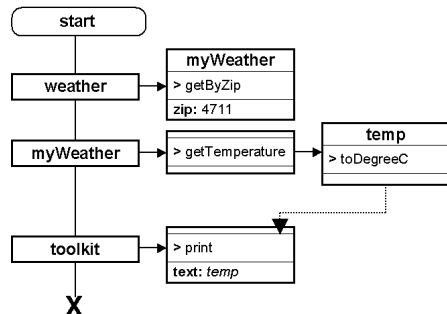 start
myWeather
weather
> getByZip
zip: 4711
temp
myWeather
> getTemperature
> toDegreeC
toolkit
> print
text: temp
X